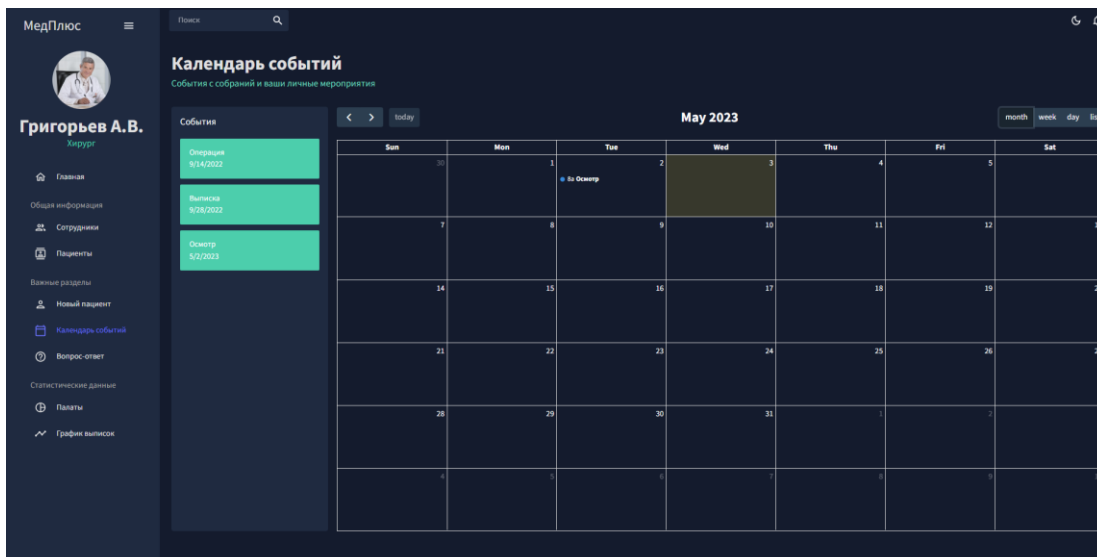 МедПлюс
Григорьев А.В.
Хирург
Главная
Общая информация
Сотрудники
Пациенты
Важные разделы
Новый пациент
Календарь событий
Вопрос-ответ
Статистические данные
Палаты
График выписок
Поиск
Календарь событий
События с собраний и ваши личные мероприятия
События
Операция
9/14/2022
Выписка
9/28/2022
Осмотр
5/2/2023
today
May 2023
month week day
Sun Mon Tue Wed Thu Fri Sat
30 1 2 3 4 5
8a Осмотр
7 8 9 10 11 12
14 15 16 17 18 19
21 22 23 24 25 26
28 29 30 31 1 2
4 5 6 7 8 9